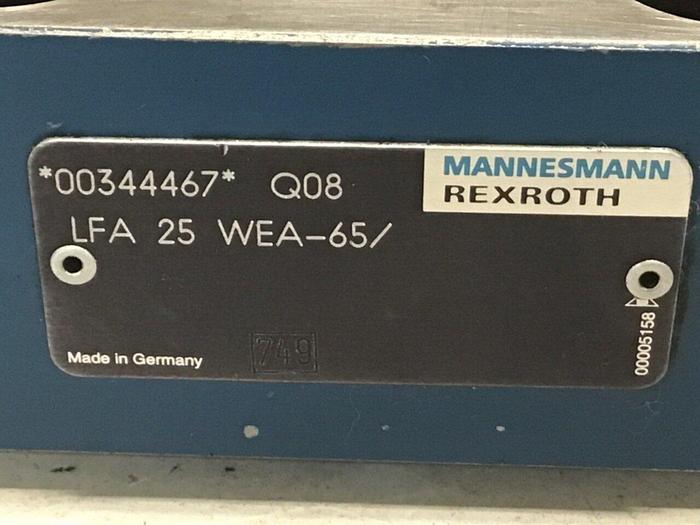 *00344467* Q08
MANNESMANN
REXROTH
LFA 25 WEA-65/
Made in Germany
749
00005158